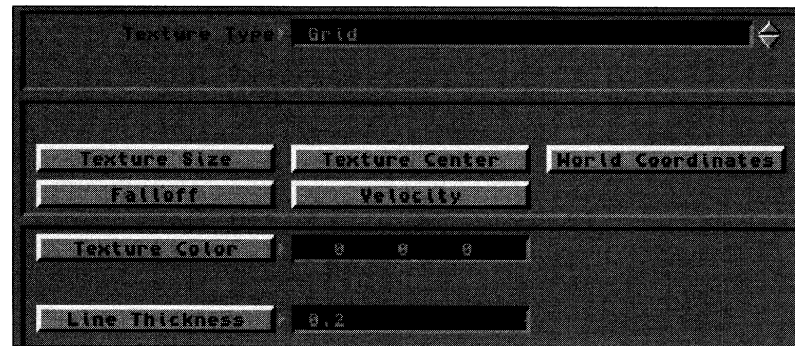 Texture Type Grid
Texture Size Texture Center World Coordinates
Falloff Velocity
Texture Color 0 0 0
Line Thickness 0.2